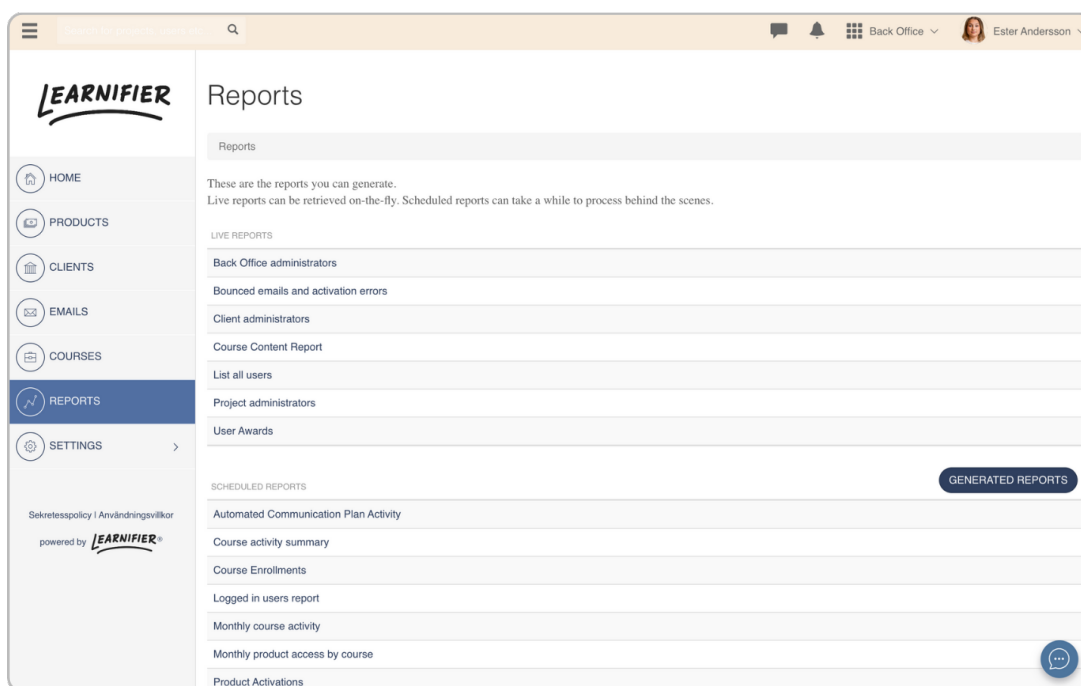 Back Office
Ester Andersson
LEARNIFIER
Reports
Reports
HOME
PRODUCTS
CLIENTS
EMAILS
COURSES
REPORTS
SETTINGS
Sekretesspolicy | Användningsvillkor
powered by LEARNIFIER®
These are the reports you can generate.
Live reports can be retrieved on-the-fly. Scheduled reports can take a while to process behind the scenes.
LIVE REPORTS
Back Office administrators
Bounced emails and activation errors
Client administrators
Course Content Report
List all users
Project administrators
User Awards
SCHEDULED REPORTS
GENERATED REPORTS
Automated Communication Plan Activity
Course activity summary
Course Enrollments
Logged in users report
Monthly course activity
Monthly product access by course
Product Activations